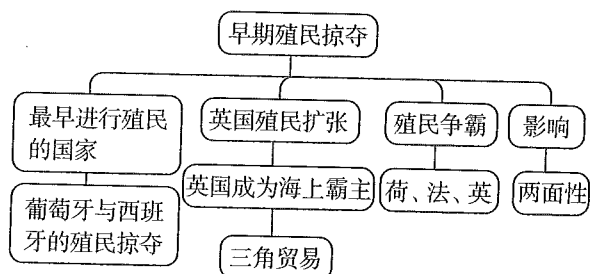 早期殖民掠夺
最早进行殖民
的国家
英国殖民扩张
殖民争霸
影响
葡萄牙与西班
牙的殖民掠夺
英国成为海上霸主
荷、法、英
两面性
三角贸易